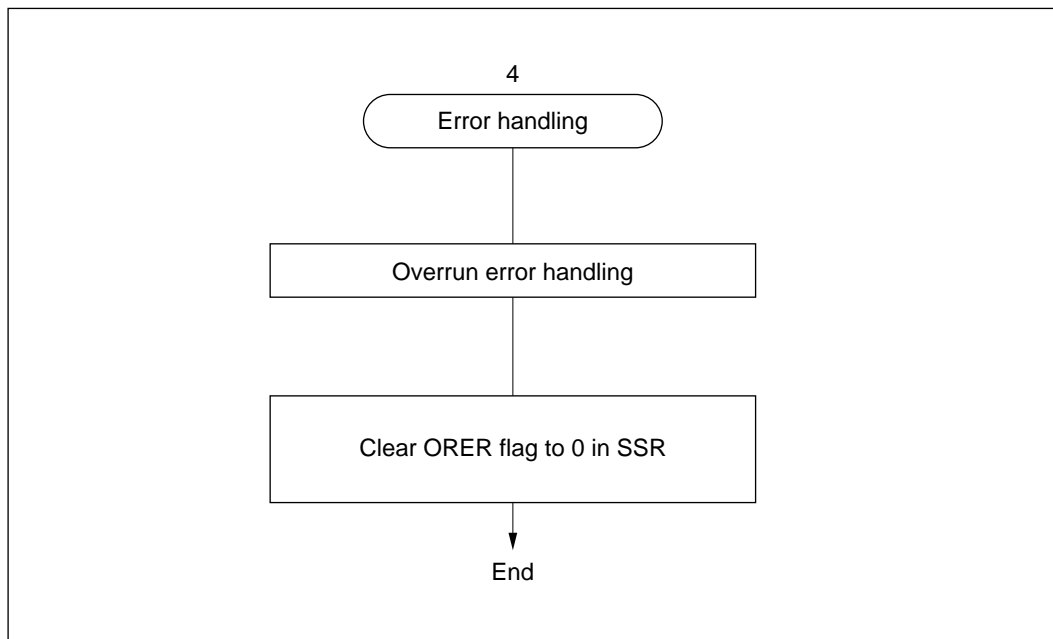 4
Error handling
Overrun error handling
Clear ORER flag to 0 in SSR
End